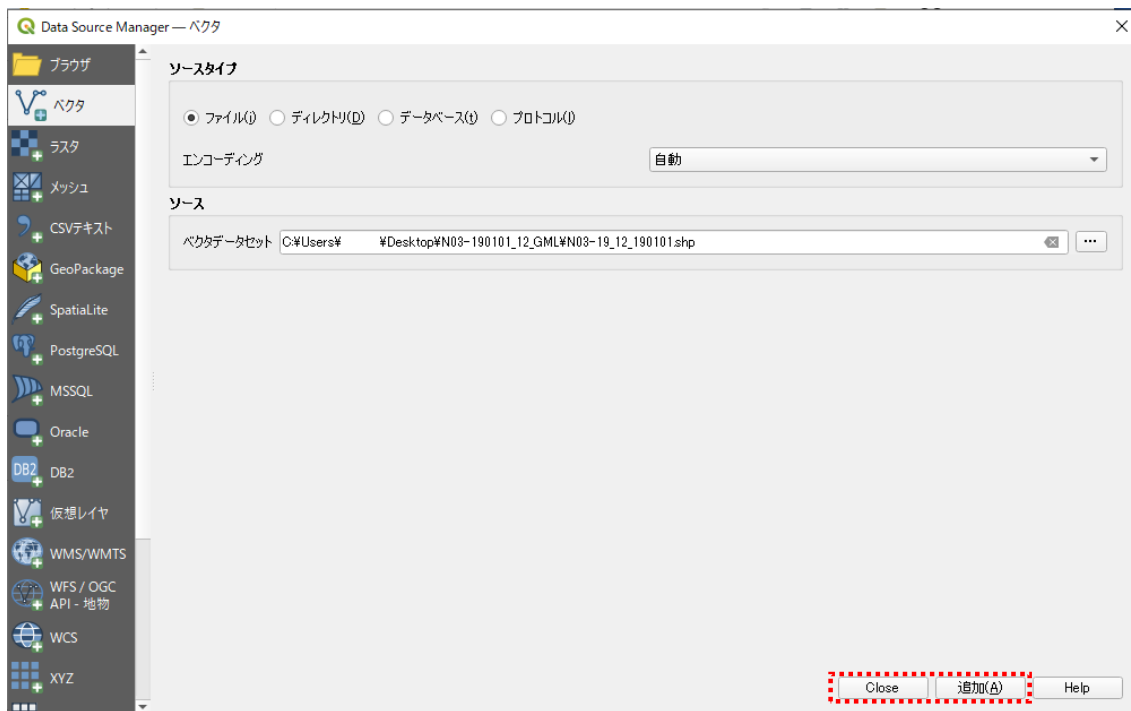 Data Source Manager — ベクタ
ブラウザ
ベクタ
ラスタ
メッシュ
CSVテキスト
GeoPackage
SpatiaLite
PostgreSQL
MSSQL
Oracle
DB2
DB2
仮想レイヤ
WMS/WMTS
WFS / OGC
API - 地物
WCS
XYZ
ソースタイプ
ファイル(i) ディレクトリ(D) データベース(t) プロトコル(l)
エンコーディング 自動
ソース
ベクタデータセット C:¥Users¥ ¥Desktop¥N03-190101_12_GML¥N03-19_12_190101.shp ...
Close 追加(A) Help